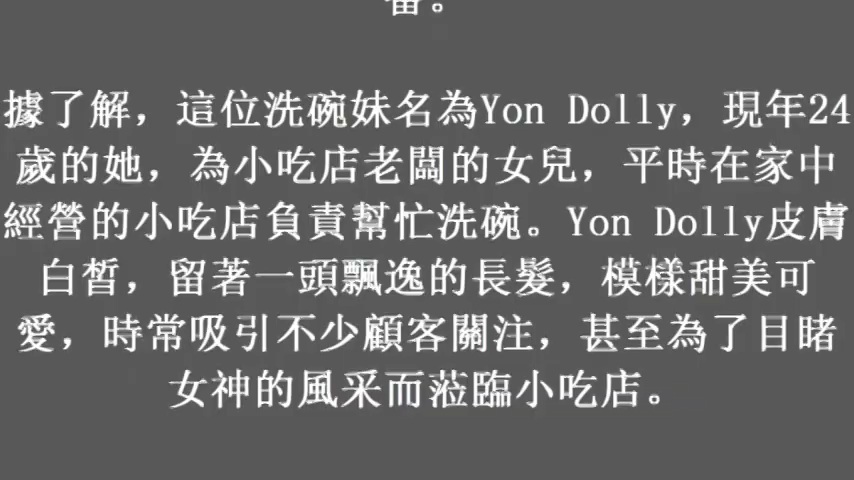 據了解，這位洗碗妹名為Yon Dolly，現年24
歲的她，為小吃店老闆的女兒，平時在家中
經營的小吃店負責幫忙洗碗。Yon Dolly皮膚
白皙，留著一頭飄逸的長髮，模樣甜美可
愛，時常吸引不少顧客關注，甚至為了目睹
女神的風采而蒞臨小吃店。